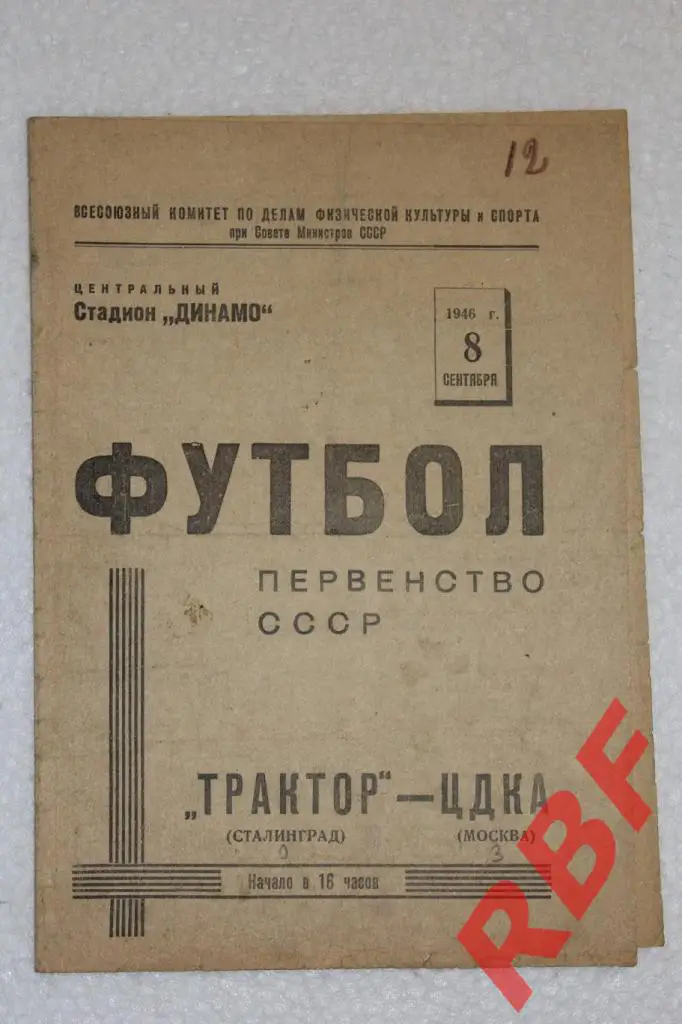 12
ВСЕСОЮЗНЫЙ КОМИТЕТ ПО ДЕЛАМ ФИЗИЧЕСКОЙ КУЛЬТУРЫ и СПОРТА
при Совете Министров СССР
ЦЕНТРАЛЬНЫЙ
Стадион „ДИНАМО"
1946 г.
8
СЕНТЯБРЯ
ФУТБОЛ
ПЕРВЕНСТВО
СССР
„ТРАКТОР"—ЦДКА
(СТАЛИНГРАД) (МОСКВА)
0 3
Начало в 16 часов
RBF